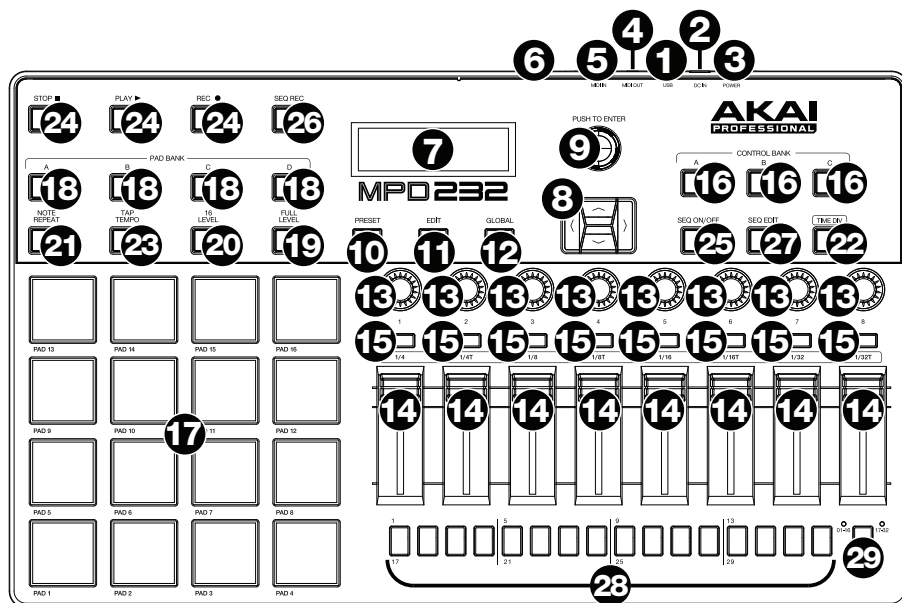 4 2
6 5 1 3
MIDI IN MIDI OUT USB DC IN POWER
STOP ■ PLAY ► REC ● SEQ REC
24 24 24 26
PUSH TO ENTER
9
AKAI
PROFESSIONAL
7
MPD232
PAD BANK
A B C D
18 18 18 18
CONTROL BANK
A B C
16 16 16
8
NOTE REPEAT TAP TEMPO 16 LEVEL FULL LEVEL
21 23 20 19
PRESET EDIT GLOBAL
10 11 12
SEQ ON/OFF SEQ EDIT TIME DIV
25 27 22
13 13 13 13 13 13 13 13
1 2 3 4 5 6 7 8
15 15 15 15 15 15 15 15
1/4 1/4T 1/8 1/8T 1/16 1/16T 1/32 1/32T
14 14 14 14 14 14 14 14
PAD 13 PAD 14 PAD 15 PAD 16
17
PAD 9 PAD 10 11 PAD 12
PAD 5 PAD 6 PAD 7 PAD 8
PAD 1 PAD 2 PAD 3 PAD 4
1 5 9 13
01-16 17-32
17 21 25 29
28
29